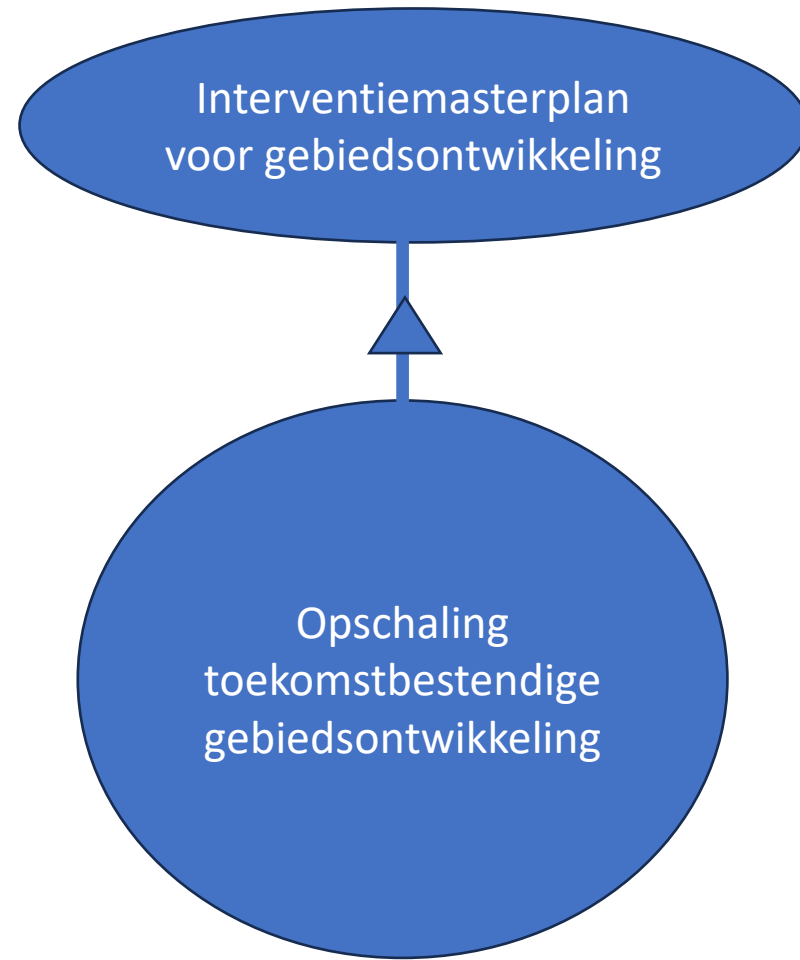 Interventiemasterplan
voor gebiedsontwikkeling
Opschaling
toekomstbestendige
gebiedsontwikkeling